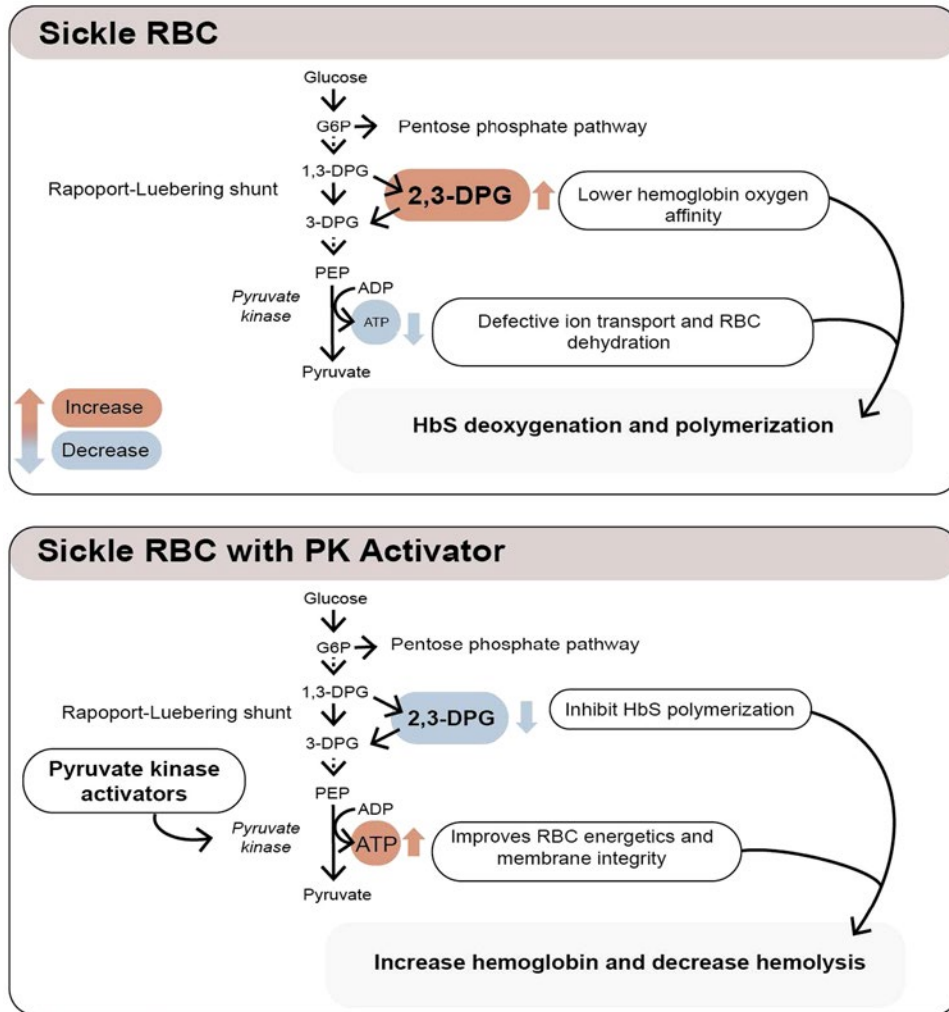 Sickle RBC
Glucose
G6P
Pentose phosphate pathway
1,3-DPG
Rapoport-Luebering shunt
2,3-DPG
Lower hemoglobin oxygen
affinity
3-DPG
PEP
ADP
Pyruvate
kinase
ATP
Defective ion transport and RBC
dehydration
Pyruvate
Increase
Decrease
HbS deoxygenation and polymerization
Sickle RBC with PK Activator
Glucose
G6P
Pentose phosphate pathway
1,3-DPG
Rapoport-Luebering shunt
2,3-DPG
Inhibit HbS polymerization
3-DPG
Pyruvate kinase
activators
PEP
ADP
Pyruvate
kinase
ATP
Improves RBC energetics and
membrane integrity
Pyruvate
Increase hemoglobin and decrease hemolysis